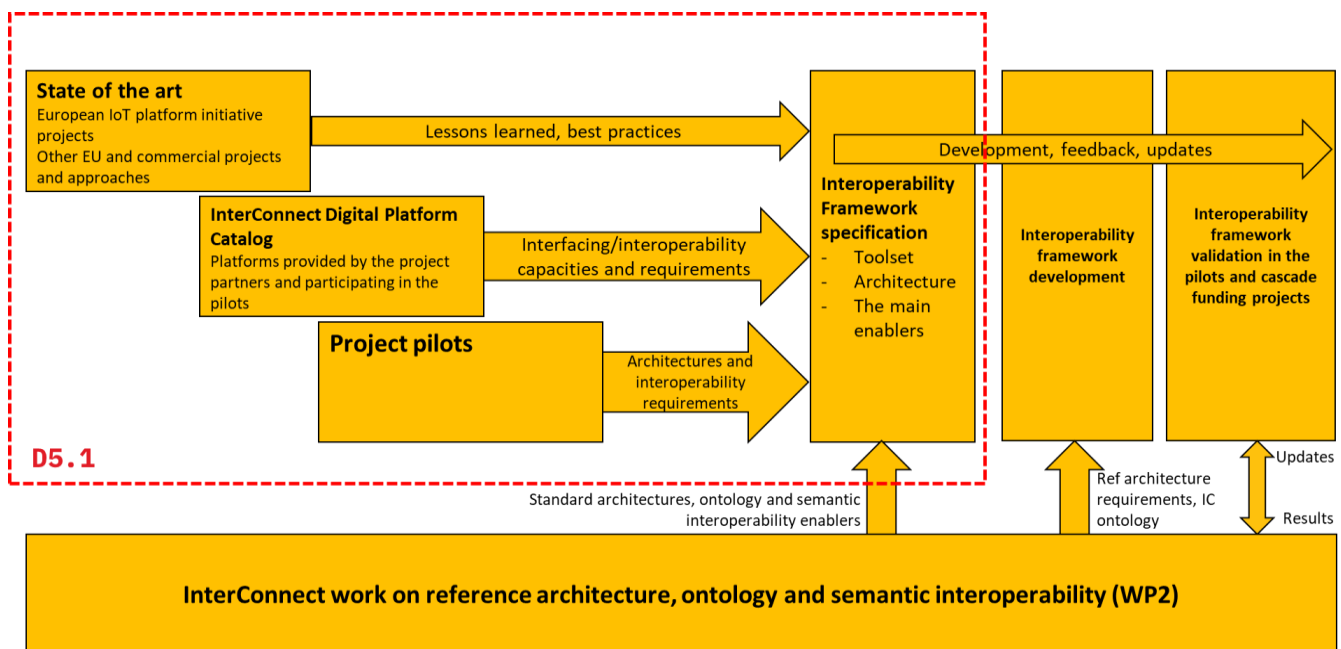 State of the art
European IoT platform initiative
projects
Other EU and commercial projects
and approaches
Lessons learned, best practices
InterConnect Digital Platform
Catalog
Platforms provided by the project
partners and participating in the
pilots
Interfacing/interoperability
capacities and requirements
Project pilots
Architectures and
interoperability
requirements
D5.1
Development, feedback, updates
Interoperability
Framework
specification
- Toolset
- Architecture
- The main
enablers
Interoperability
framework
development
Interoperability
framework
validation in the
pilots and cascade
funding projects
Standard architectures, ontology and semantic
interoperability enablers
Ref architecture
requirements, IC
ontology
Updates
Results
InterConnect work on reference architecture, ontology and semantic interoperability (WP2)